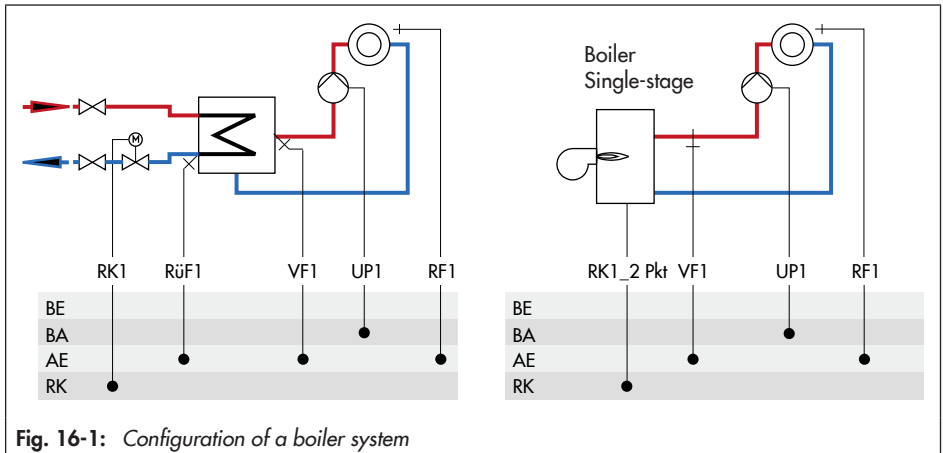 Boiler
Single-stage
M
RK1 RüF1 VF1 UP1 RF1
BE
BA
AE
RK
RK1_2 Pkt VF1 UP1 RF1
BE
BA
AE
RK
Fig. 16-1: Configuration of a boiler system